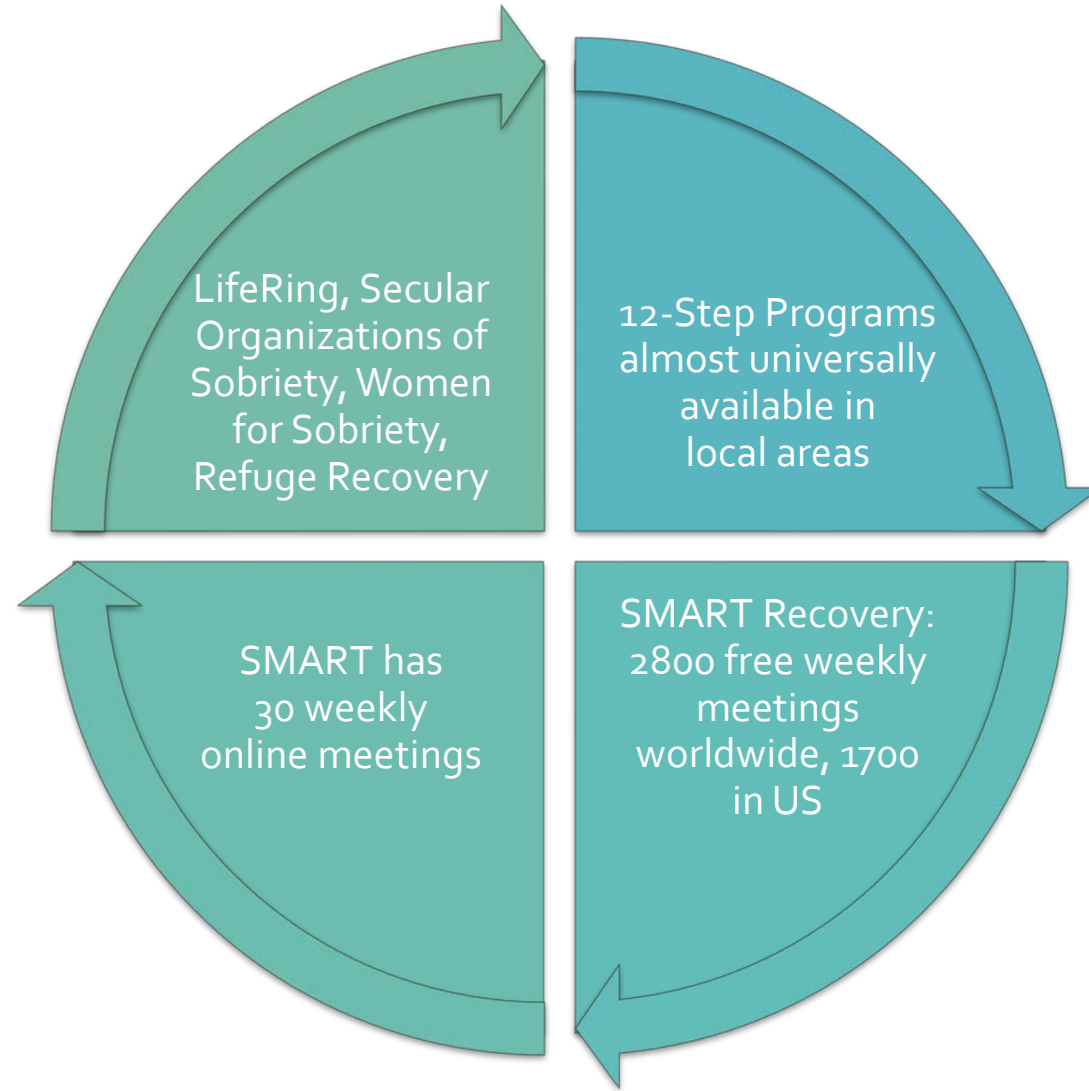 LifeRing, Secular
Organizations of
Sobriety, Women
for Sobriety,
Refuge Recovery
12-Step Programs
almost universally
available in
local areas
SMART has
30 weekly
online meetings
SMART Recovery:
2800 free weekly
meetings
worldwide, 1700
in US